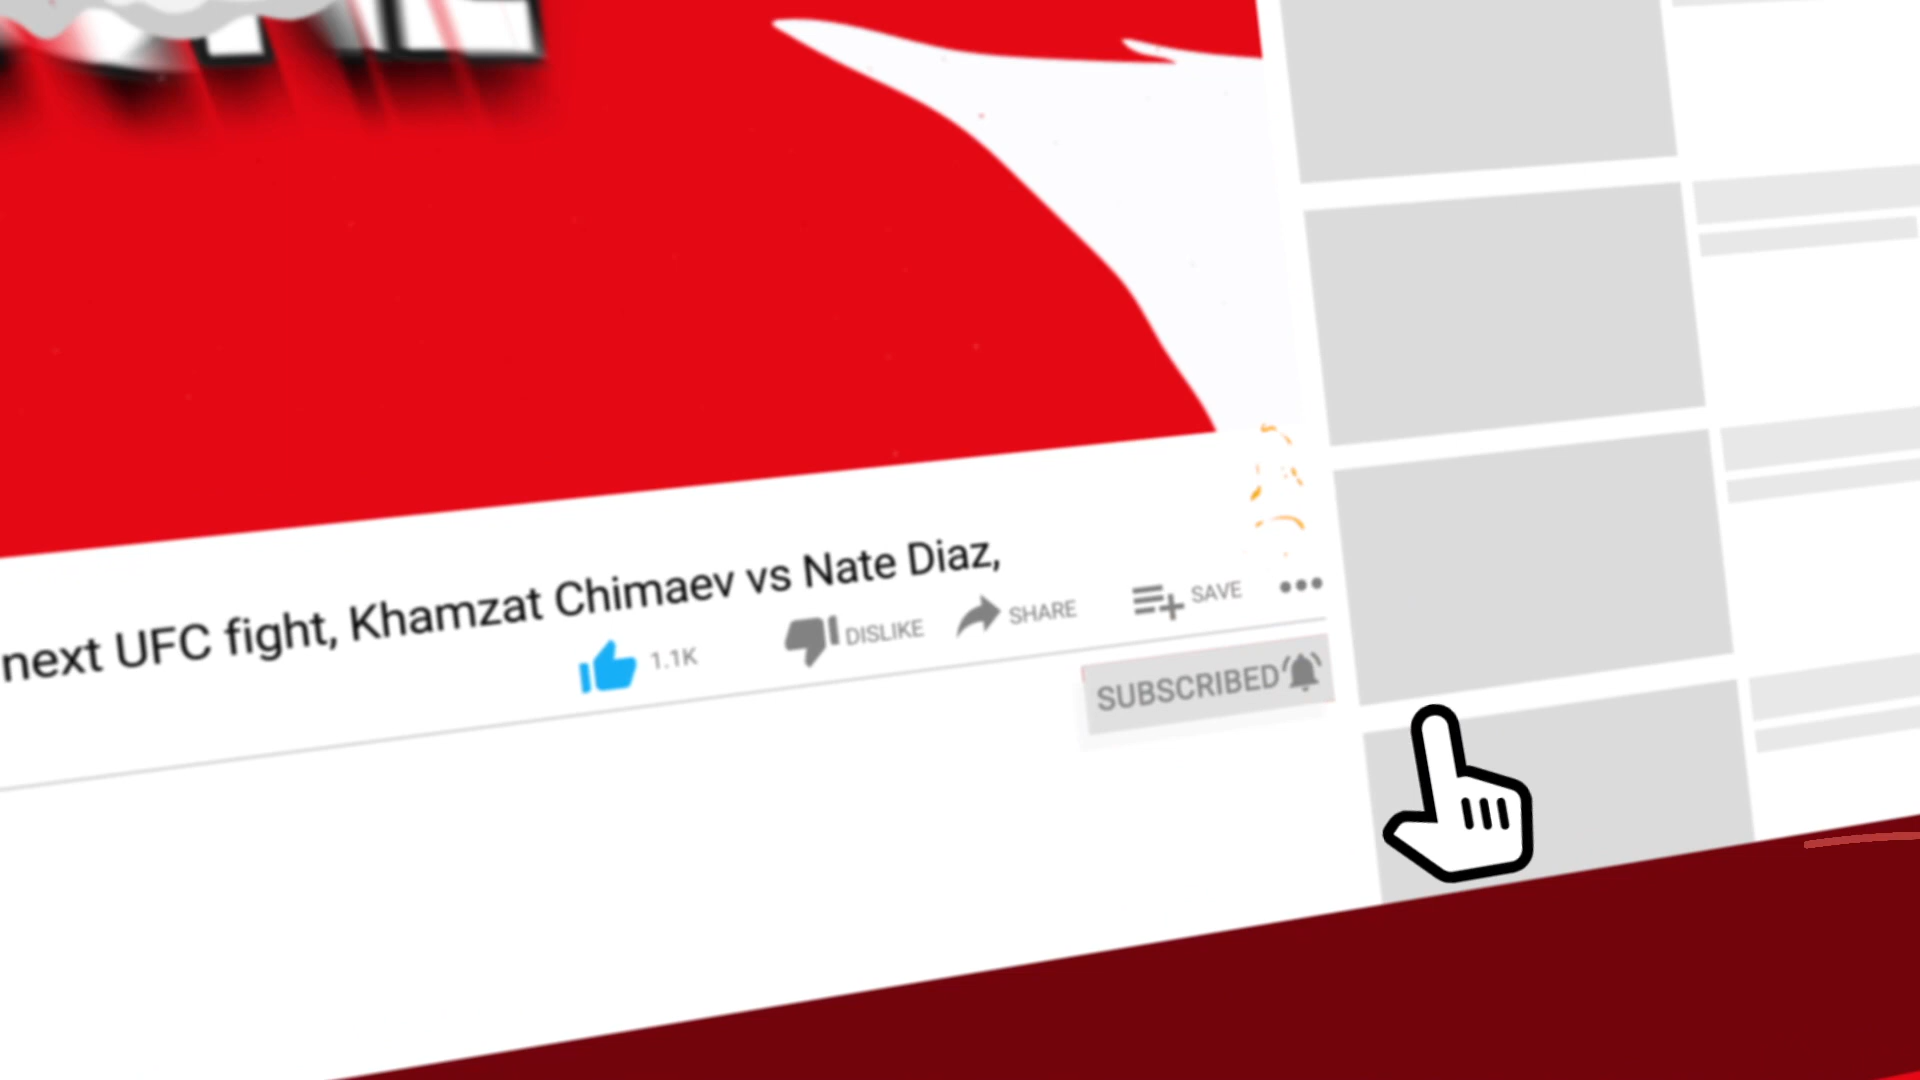 next UFC fight, Khamzat Chimaev vs Nate Diaz,
1.1K DISLIKE SHARE SAVE
SUBSCRIBED